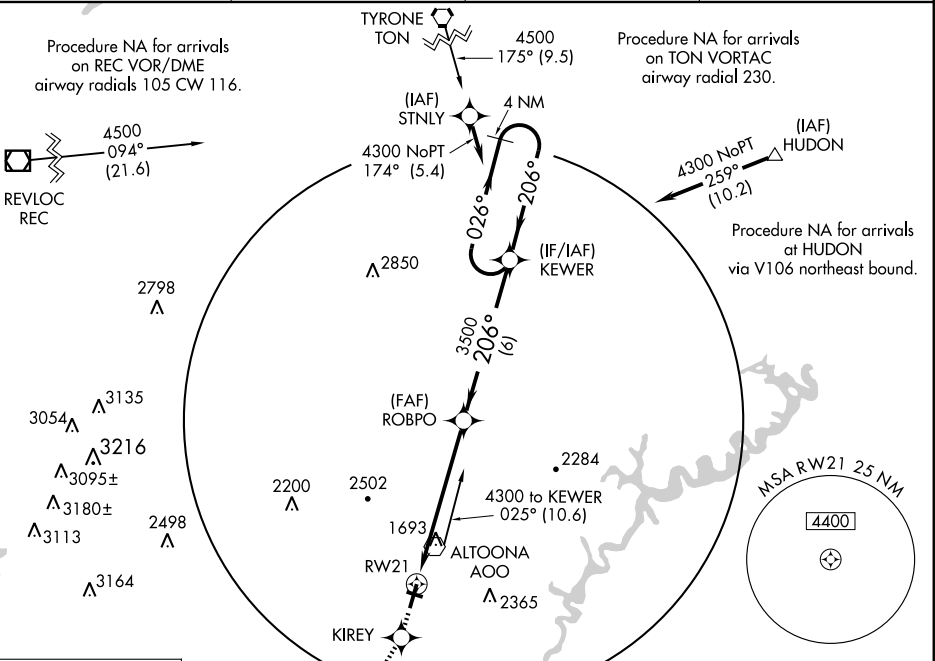 TYRONE
TON
4500
175° (9.5)
Procedure NA for arrivals
on REC VOR/DME
airway radials 105 CW 116.
Procedure NA for arrivals
on TON VORTAC
airway radial 230.
(IAF)
STNLY
4 NM
4300 NoPT
174° (5.4)
(IAF)
HUDON
4300 NoPT
259°
(10.2)
4500
094°
(21.6)
REVLOC
REC
026°
206°
Procedure NA for arrivals
at HUDON
via V106 northeast bound.
(IF/IAF)
KEWER
2850
2798
3500
206°
(6)
3135
3054
3216
3095±
3180±
3113
2498
3164
(FAF)
ROBPO
2284
2200
2502
4300 to KEWER
025° (10.6)
1693
ALTOONA
AOO
RW21
2365
KIREY
MSA RW21 25 NM
4400